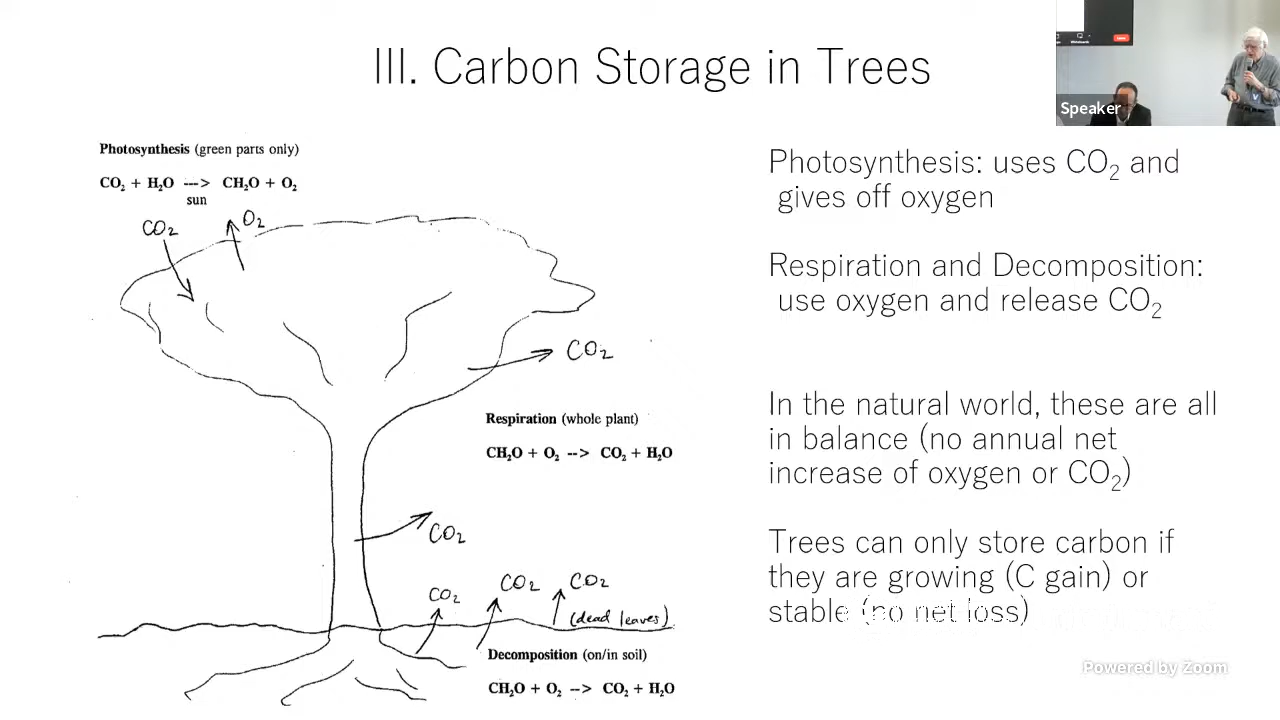 III. Carbon Storage in Trees
Speaker
Photosynthesis (green parts only)
CO₂ + H₂O ---> CH₂O + O₂
sun
CO₂
O₂
CO₂
Respiration (whole plant)
CH₂O + O₂ --> CO₂ + H₂O
CO₂
CO₂
CO₂
CO₂
(dead leaves)
Decomposition (on/in soil)
CH₂O + O₂ --> CO₂ + H₂O
Photosynthesis: uses CO₂ and
gives off oxygen
Respiration and Decomposition:
use oxygen and release CO₂
In the natural world, these are all
in balance (no annual net
increase of oxygen or CO₂)
Trees can only store carbon if
they are growing (C gain) or
stable (no net loss)
Powered by Zoom